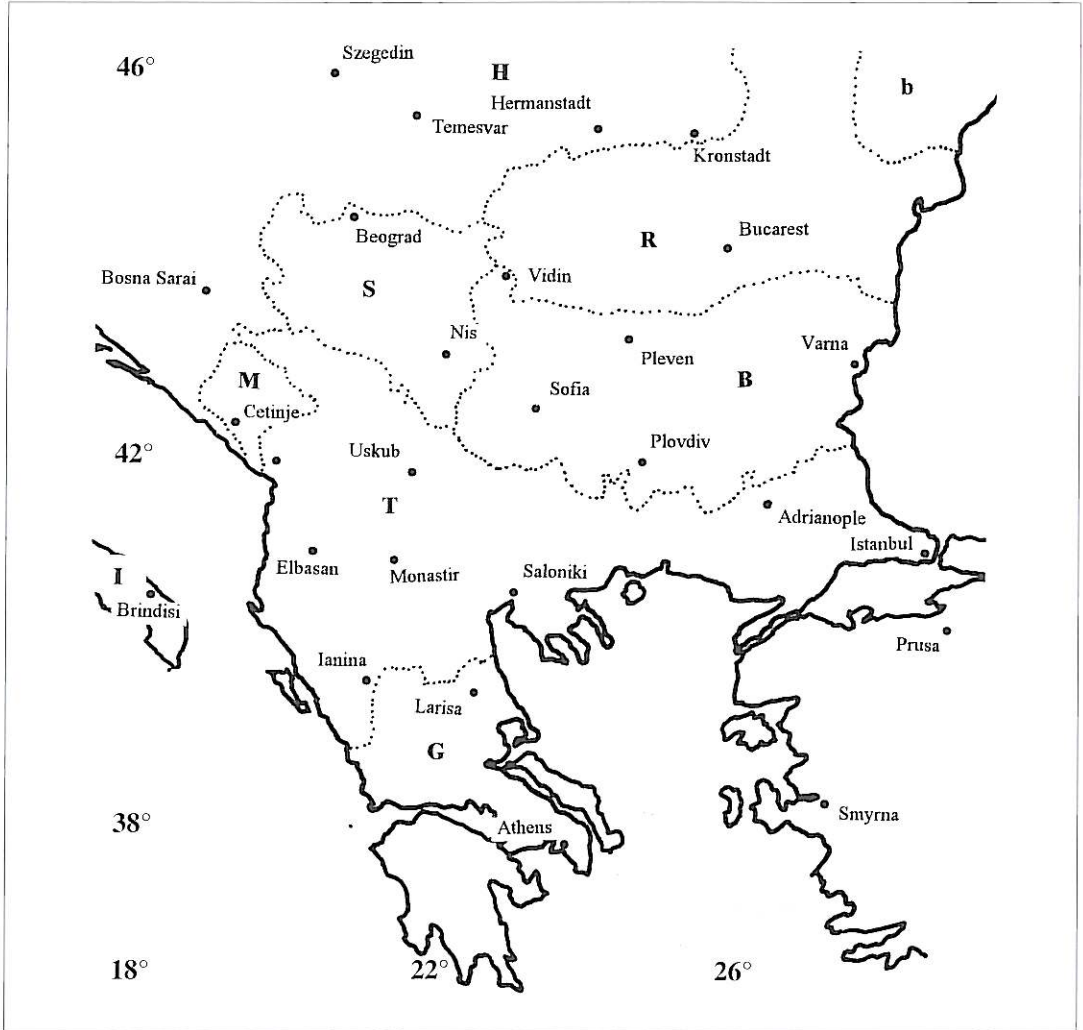 46°
Szegedin
H
b
Hermanstadt
Temesvar
Kronstadt
Beograd
R
Bucarest
Bosna Sarai
S
Vidin
Nis
Pleven
Varna
M
B
Sofia
Cetinje
42°
Uskub
Plovdiv
T
Adrianople
Istanbul
Elbasan
Monastir
Saloniki
I
Brindisi
Prusa
Ianina
Larisa
G
38°
Athens
Smyrna
18°
22°
26°